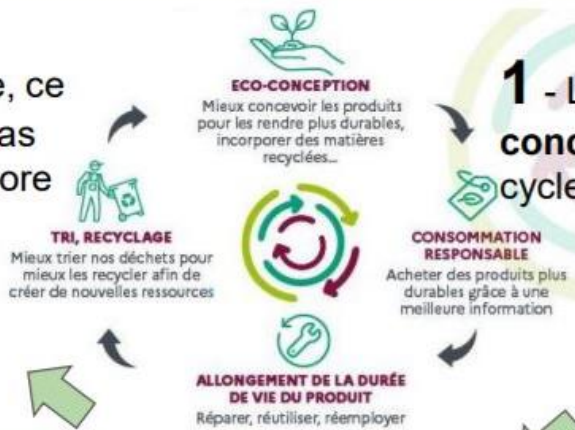 , ce
as
ore
1 - L
cond
cycle
ECO-CONCEPTION
Mieux concevoir les produits
pour les rendre plus durables,
incorporer des matières
recyclées...
TRI, RECYCLAGE
Mieux trier nos déchets pour
mieux les recycler afin de
créer de nouvelles ressources
CONSOMMATION
RESPONSABLE
Acheter des produits plus
durables grâce à une
meilleure information
ALLONGEMENT DE LA DURÉE
DE VIE DU PRODUIT
Réparer, réutiliser, réemployer